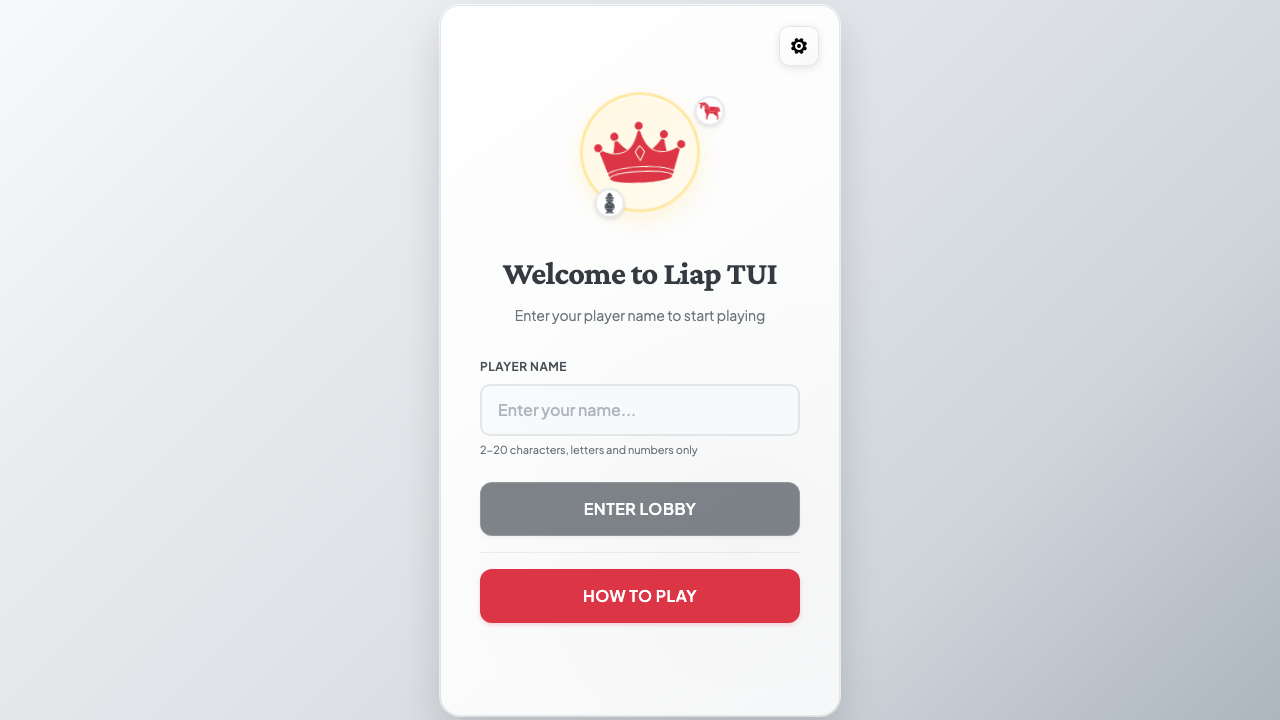 Welcome to Liap TUI
Enter your player name to start playing
PLAYER NAME
Enter your name...
2-20 characters, letters and numbers only
ENTER LOBBY
HOW TO PLAY